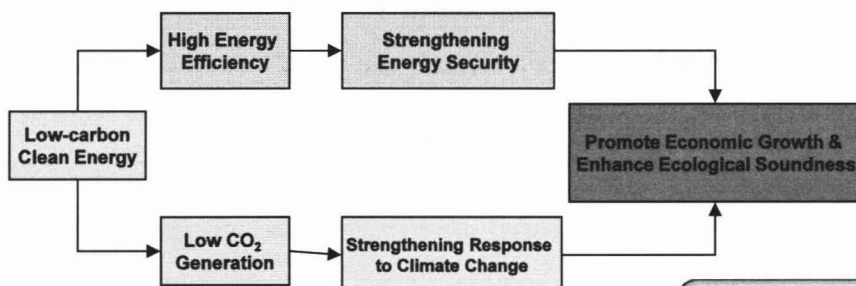 High Energy
Efficiency
Strengthening
Energy Security
Low-carbon
Clean Energy
Promote Economic Growth &
Enhance Ecological Soundness
Low CO₂
Generation
Strengthening Response
to Climate Change